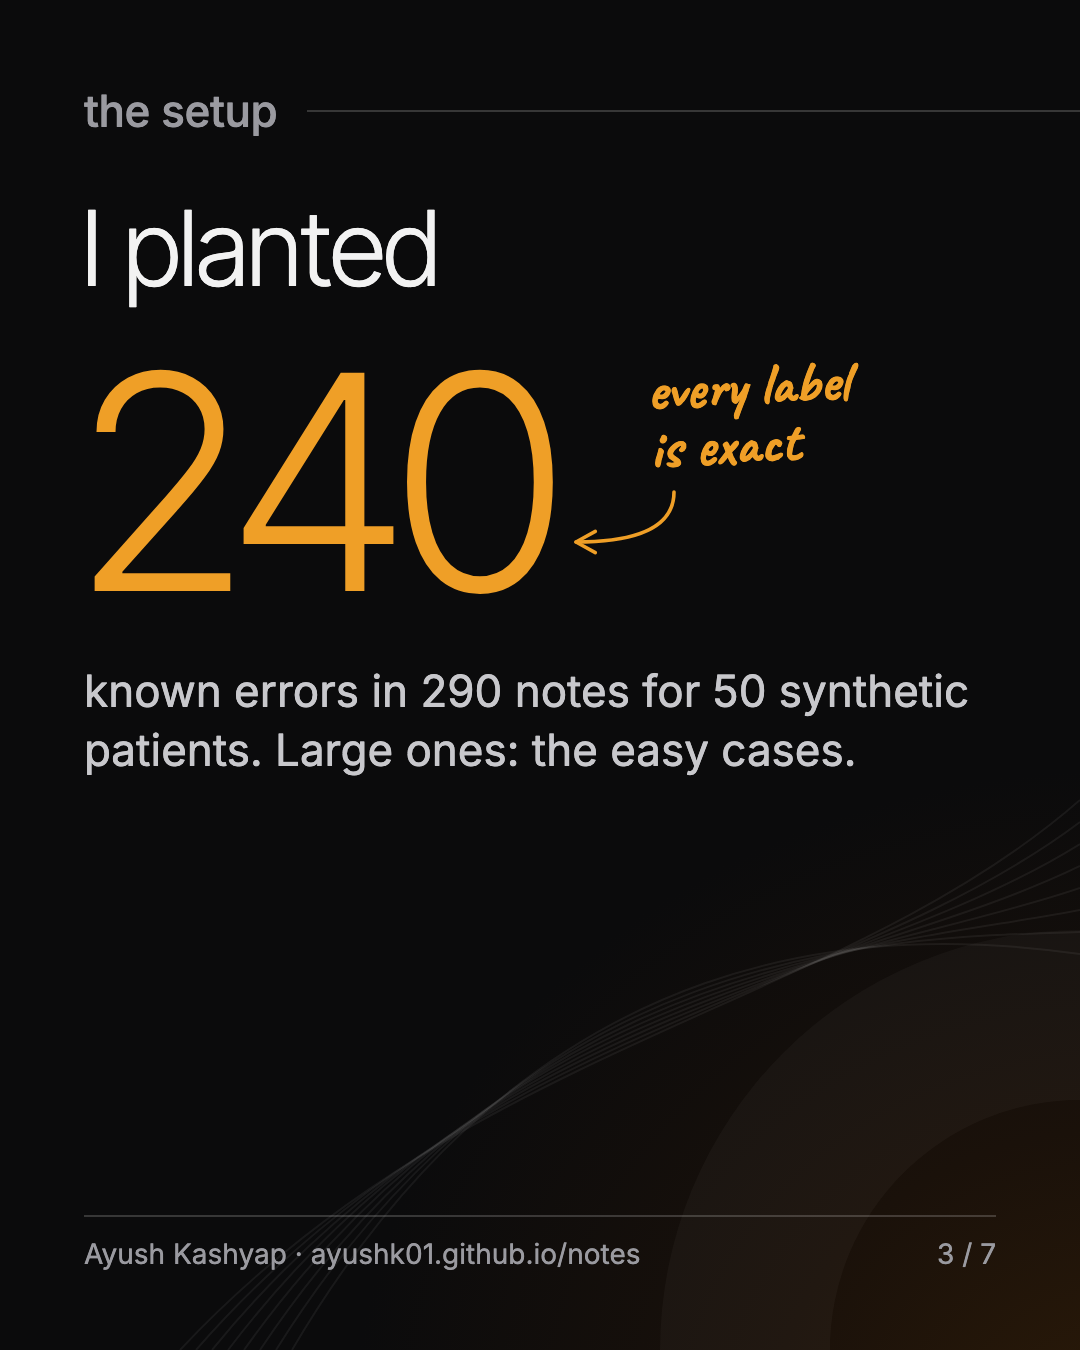 the setup
I planted
240
every label
is exact
known errors in 290 notes for 50 synthetic
patients. Large ones: the easy cases.
Ayush Kashyap · ayushk01.github.io/notes
3 / 7